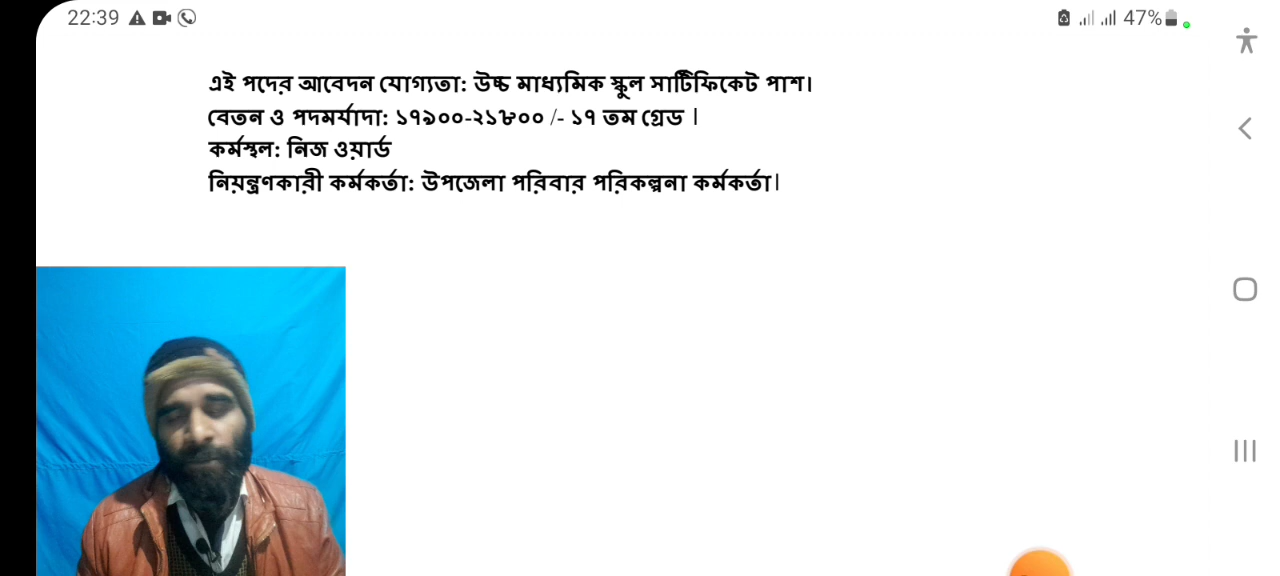 22:39
47%
এই পদের আবেদন যোগ্যতা: উচ্চ মাধ্যমিক স্কুল সার্টিফিকেট পাশ।
বেতন ও পদমর্যাদা: ১৭৯০০-২১৮০০ /- ১৭ তম গ্রেড |
কর্মস্থল: নিজ ওয়ার্ড
নিয়ন্ত্রণকারী কর্মকর্তা: উপজেলা পরিবার পরিকল্পনা কর্মকর্তা|